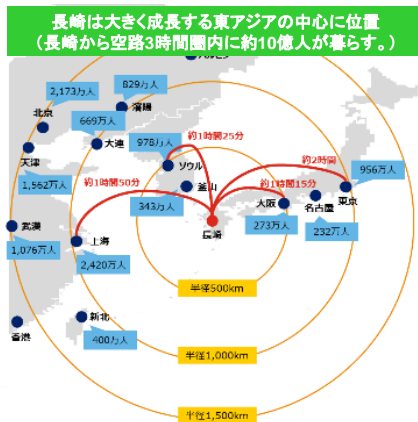 長崎は大きく成長する東アジアの中心に位置
（長崎から空路3時間圏内に約10億人が暮らす。）
2,173万人
829万人
北京
瀋陽
669万人
978万人
約1時間25分
約2時間
大連
天津
ソウル
956万人
1,562万人
約1時間50分
釜山
約1時間15分
東京
343万人
大阪
名古屋
武漢
上海
長崎
273万人
232万人
1,076万人
2,420万人
半径500km
新北
香港
400万人
半径1,000km
半径1,500km